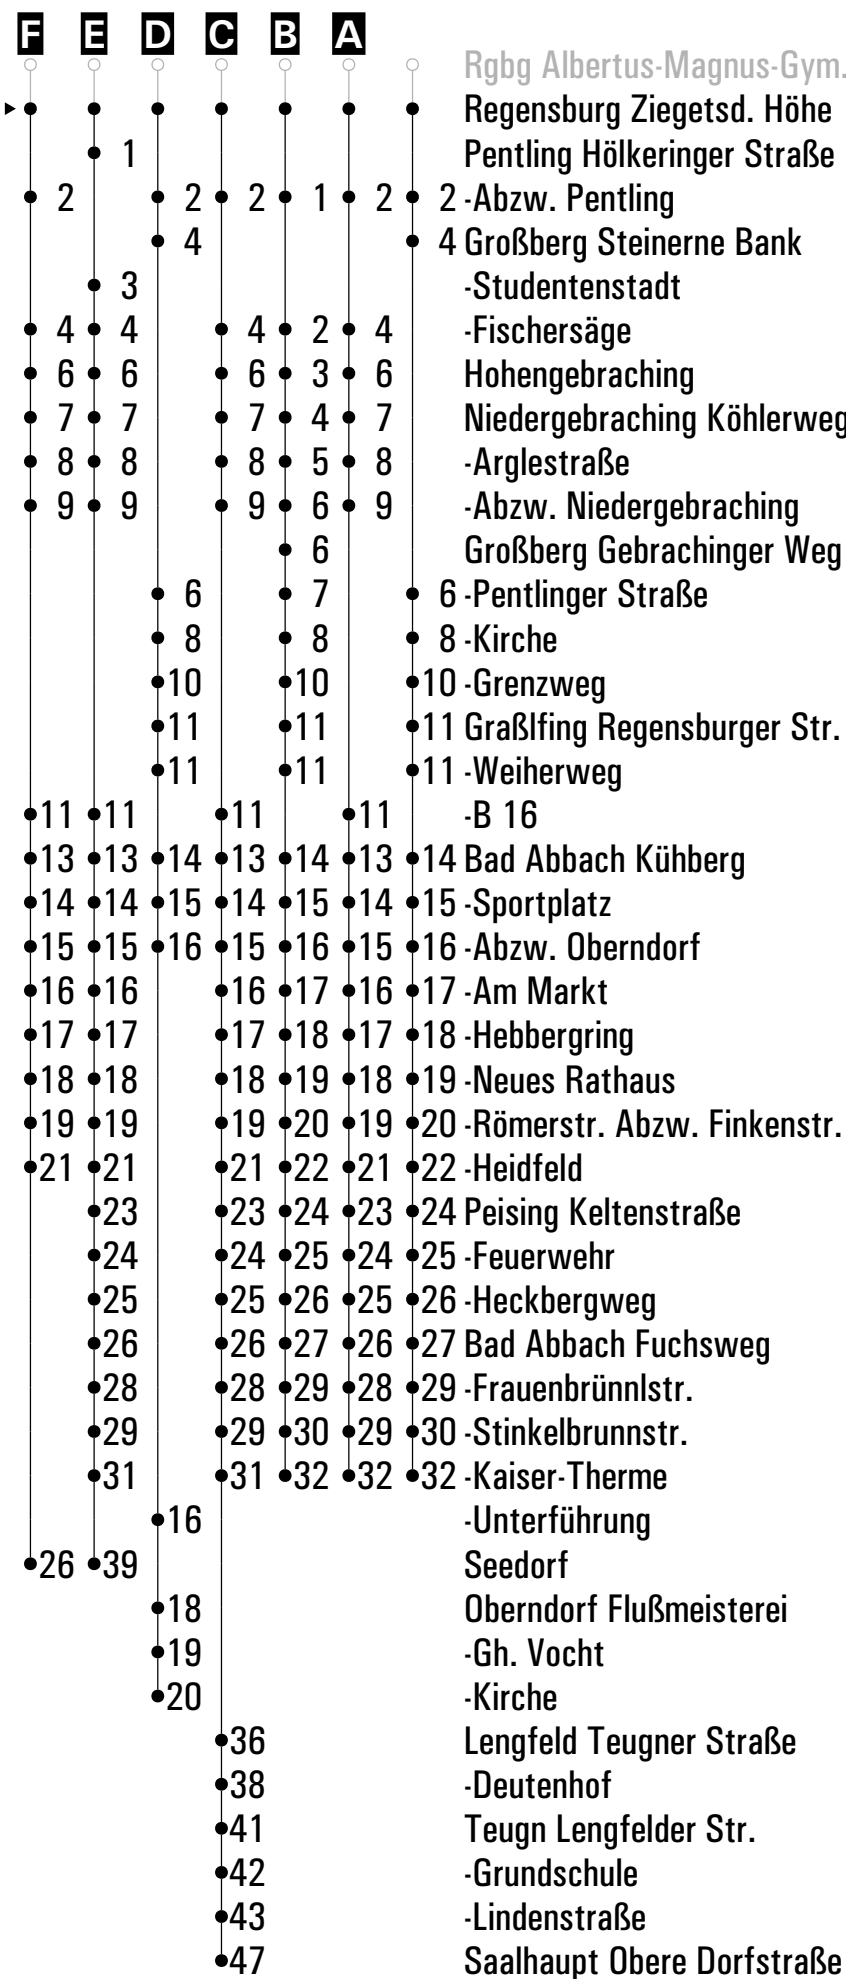 F E D C B A
Rgbg Albertus-Magnus-Gym.
Regensburg Ziegetsd. Höhe
1 Pentling Hölkeringer Straße
2 2 2 1 2 2 -Abzw. Pentling
4 4 Großberg Steinerne Bank
3 -Studentenstadt
4 4 4 2 4 -Fischersäge
6 6 6 3 6 Hohengebraching
7 7 7 4 7 Niedergebraching Köhlerweg
8 8 8 5 8 -Arglestraße
9 9 9 6 9 -Abzw. Niedergebraching
6 Großberg Gebrachinger Weg
6 7 6 -Pentlinger Straße
8 8 8 -Kirche
10 10 10 -Grenzweg
11 11 11 Graßlfing Regensburger Str.
11 11 11 -Weiherweg
11 11 11 11 -B 16
13 13 14 13 14 13 14 Bad Abbach Kühberg
14 14 15 14 15 14 15 -Sportplatz
15 15 16 15 16 15 16 -Abzw. Oberndorf
16 16 16 17 16 17 -Am Markt
17 17 17 18 17 18 -Hebbergring
18 18 18 19 18 19 -Neues Rathaus
19 19 19 20 19 20 -Römerstr. Abzw. Finkenstr.
21 21 21 22 21 22 -Heidfeld
23 23 24 23 24 Peising Keltenstraße
24 24 25 24 25 -Feuerwehr
25 25 26 25 26 -Heckbergweg
26 26 27 26 27 Bad Abbach Fuchsweg
28 28 29 28 29 -Frauenbrünnlstr.
29 29 30 29 30 -Stinkelbrunnstr.
31 31 32 32 32 -Kaiser-Therme
16 -Unterführung
26 39 Seedorf
18 Oberndorf Flußmeisterei
19 -Gh. Vocht
20 -Kirche
36 Lengfeld Teugner Straße
38 -Deutenhof
41 Teugn Lengfelder Str.
42 -Grundschule
43 -Lindenstraße
47 Saalhaupt Obere Dorfstraße